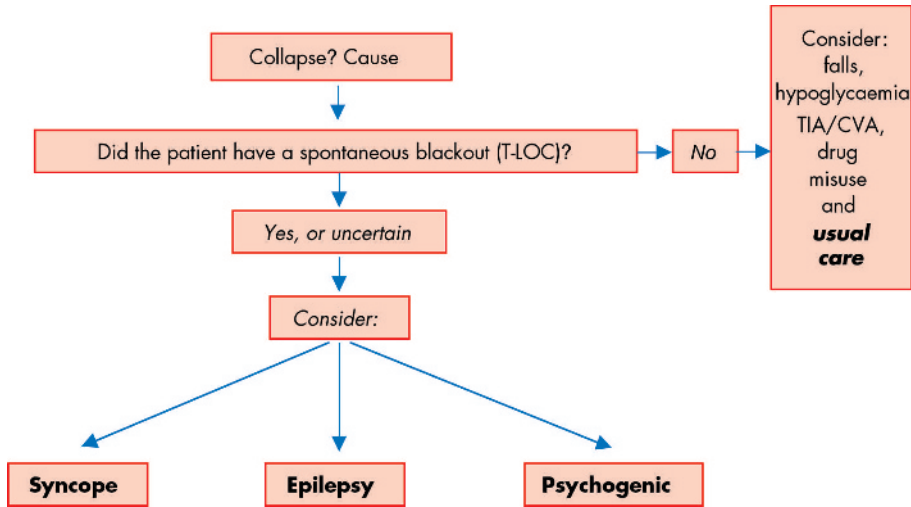 Collapse? Cause
Did the patient have a spontaneous blackout (T-LOC)?
No
Consider:
falls,
hypoglycaemia
TIA/CVA,
drug
misuse
and
usual
care
Yes, or uncertain
Consider:
Syncope
Epilepsy
Psychogenic